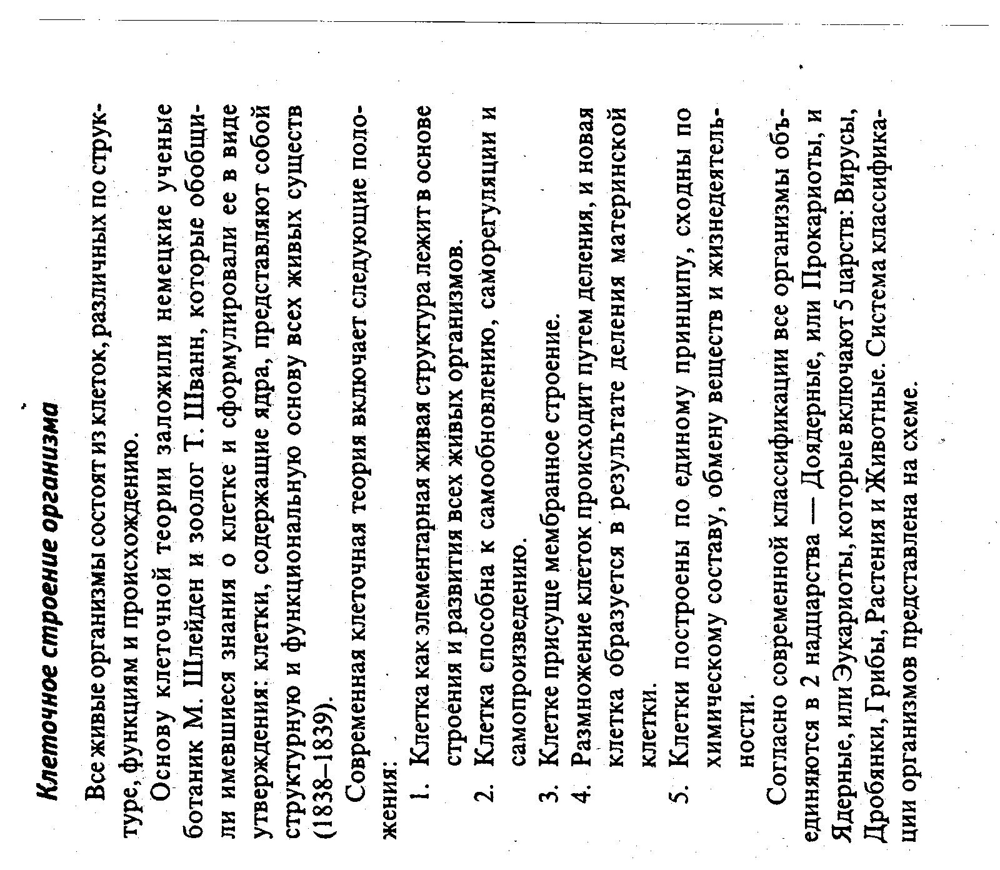 Клеточное строение организма
Все живые организмы состоят из клеток, различных по струк-
туре, функциям и происхождению.
Основу клеточной теории заложили немецкие ученые
ботаник М. Шлейден и зоолог Т. Шванн, которые обобщи-
ли имевшиеся знания о клетке и сформулировали ее в виде
утверждения: клетки, содержащие ядра, представляют собой
структурную и функциональную основу всех живых существ
(1838–1839).
Современная клеточная теория включает следующие поло-
жения:
1. Клетка как элементарная живая структура лежит в основе
строения и развития всех живых организмов.
2. Клетка способна к самообновлению, саморегуляции и
самопроизведению.
3. Клетке присуще мембранное строение.
4. Размножение клеток происходит путем деления, и новая
клетка образуется в результате деления материнской
клетки.
5. Клетки построены по единому принципу, сходны по
химическому составу, обмену веществ и жизнедеятель-
ности.
Согласно современной классификации все организмы объ-
единяются в 2 надцарства — Доядерные, или Прокариоты, и
Ядерные, или Эукариоты, которые включают 5 царств: Вирусы,
Дробянки, Грибы, Растения и Животные. Система классифика-
ции организмов представлена на схеме.